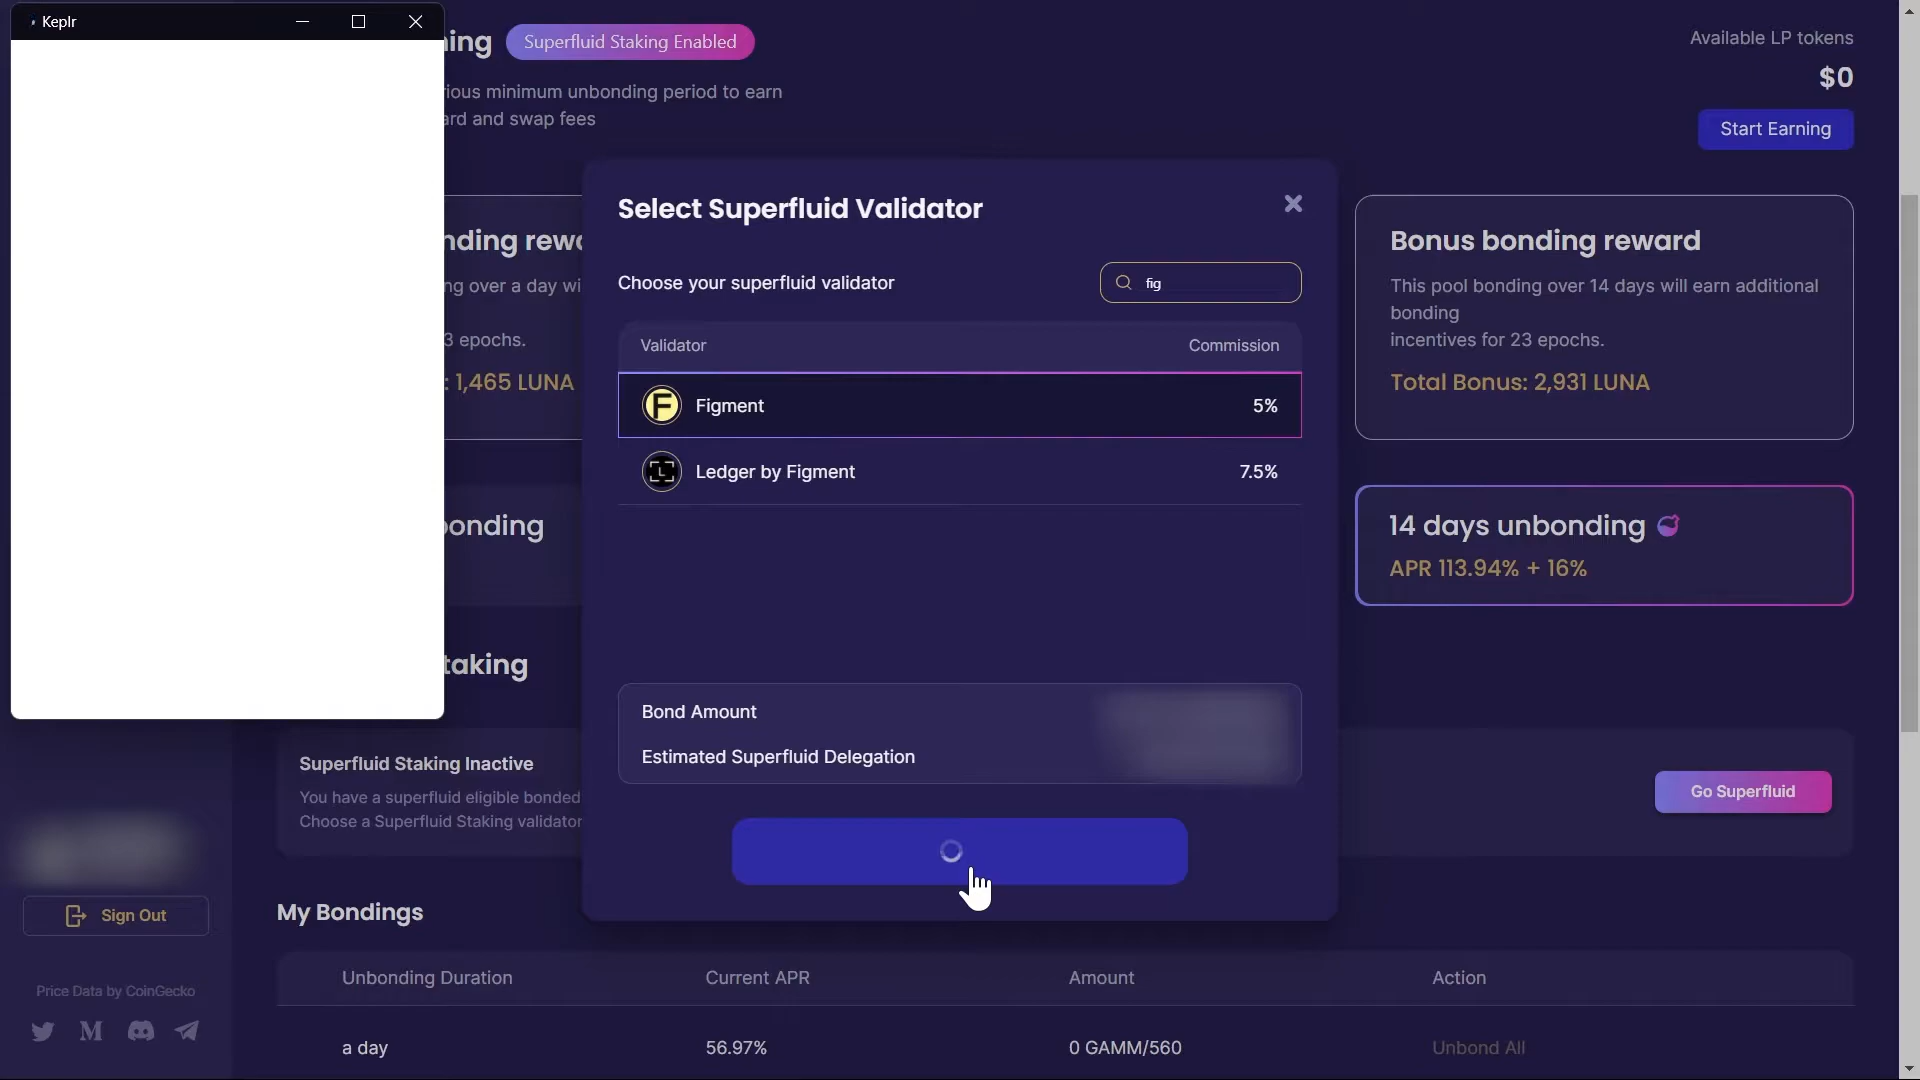 Keplr
ing
Superfluid Staking Enabled
ious minimum unbonding period to earn
ard and swap fees
Available LP tokens
$0
Start Earning
Select Superfluid Validator
Choose your superfluid validator
fig
Validator
Commission
F
Figment
5%
L
Ledger by Figment
7.5%
Bond Amount
Estimated Superfluid Delegation
nding rewa
ng over a day wi
3 epochs.
: 1,465 LUNA
Bonus bonding reward
This pool bonding over 14 days will earn additional
bonding
incentives for 23 epochs.
Total Bonus: 2,931 LUNA
onding
14 days unbonding
APR 113.94% + 16%
taking
Superfluid Staking Inactive
You have a superfluid eligible bonded
Choose a Superfluid Staking validator
Go Superfluid
Sign Out
Price Data by CoinGecko
M
My Bondings
Unbonding Duration
Current APR
Amount
Action
a day
56.97%
0 GAMM/560
Unbond All